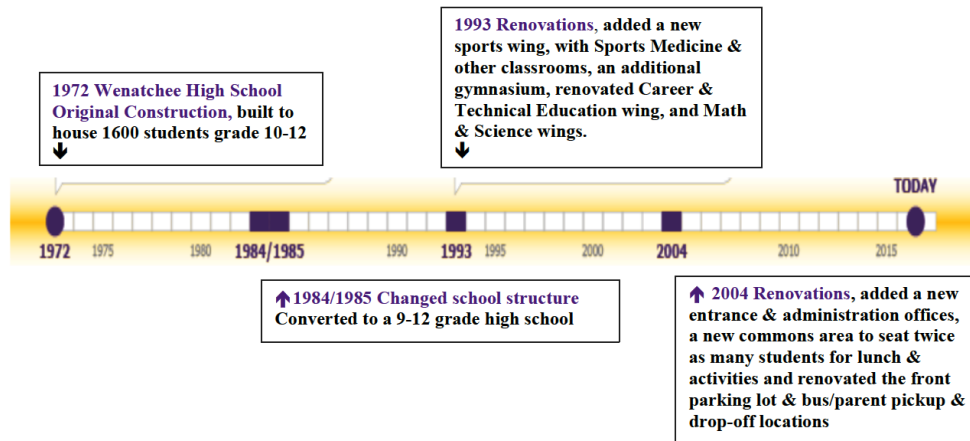 1993 Renovations, added a new
sports wing, with Sports Medicine &
other classrooms, an additional
gymnasium, renovated Career &
Technical Education wing, and Math
& Science wings.
1972 Wenatchee High School
Original Construction, built to
house 1600 students grade 10-12
TODAY
1972 1975 1980 1984/1985 1990 1993 1995 2000 2004 2010 2015
1984/1985 Changed school structure
Converted to a 9-12 grade high school
2004 Renovations, added a new
entrance & administration offices,
a new commons area to seat twice
as many students for lunch &
activities and renovated the front
parking lot & bus/parent pickup &
drop-off locations